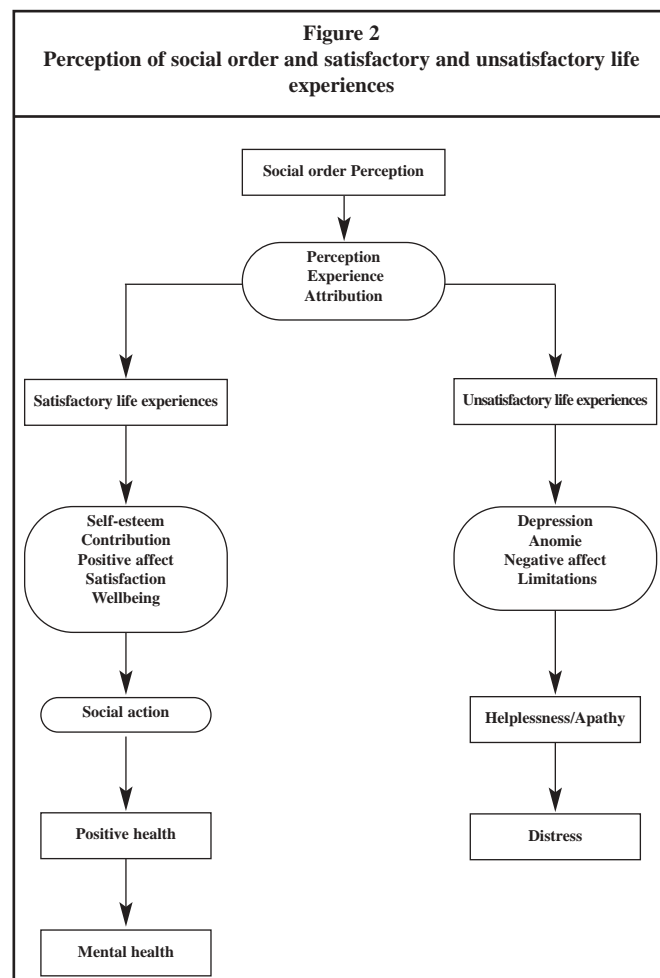 Figure 2
Perception of social order and satisfactory and unsatisfactory life
experiences
Social order Perception
Perception
Experience
Attribution
Satisfactory life experiences
Unsatisfactory life experiences
Self-esteem
Contribution
Positive affect
Satisfaction
Wellbeing
Depression
Anomie
Negative affect
Limitations
Social action
Helplessness/Apathy
Positive health
Distress
Mental health